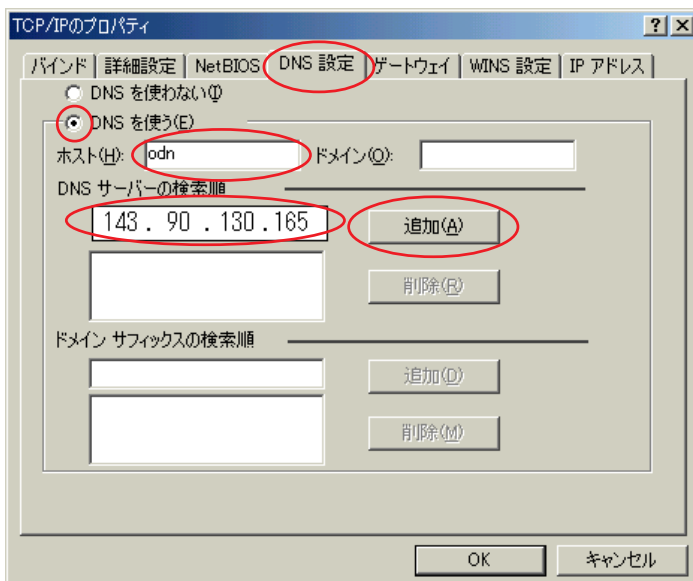 TCP/IPのプロパティ
バインド 詳細設定 NetBIOS DNS 設定 ゲートウェイ WINS 設定 IP アドレス
DNS を使わない(I)
DNS を使う(E)
ホスト(H): odn ドメイン(O):
DNS サーバーの検索順
143 . 90 . 130 . 165 追加(A)
削除(R)
ドメイン サフィックスの検索順
追加(D)
削除(M)
OK キャンセル